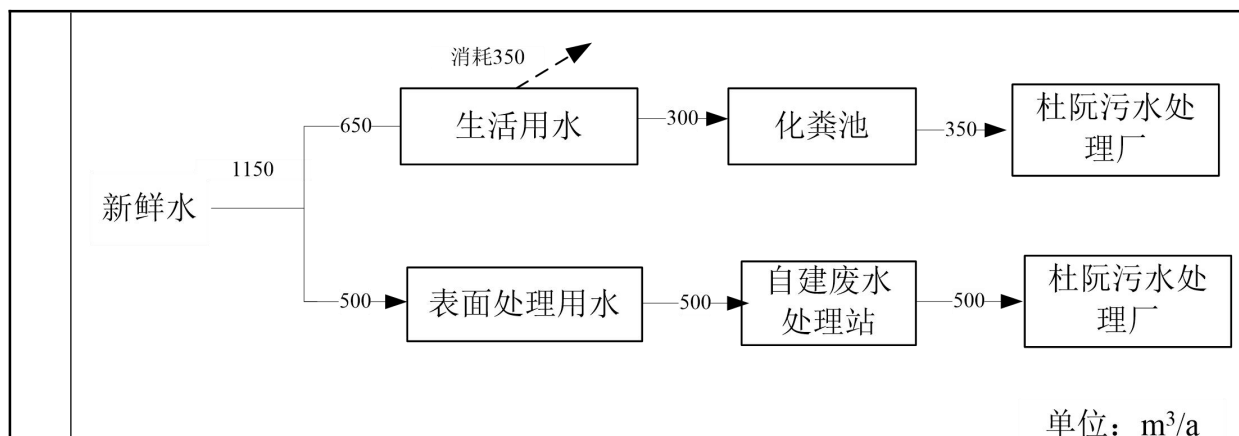 消耗350
650
生活用水
300
化粪池
350
杜阮污水处
理厂
1150
新鲜水
500
表面处理用水
500
自建废水
处理站
500
杜阮污水处
理厂
单位：m³/a